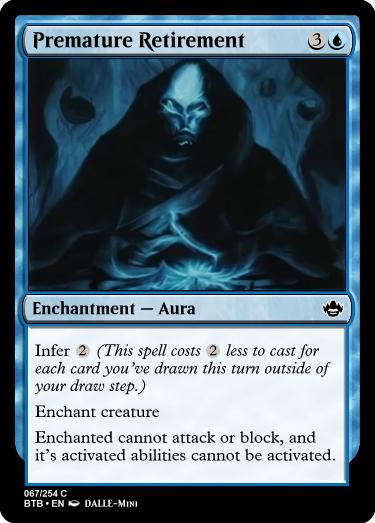 Premature Retirement 3
Enchantment — Aura
Infer 2 (This spell costs 2 less to cast for
each card you've drawn this turn outside of
your draw step.)
Enchant creature
Enchanted cannot attack or block, and
it's activated abilities cannot be activated.
067/254 C
BTB • EN DALLE-Mini